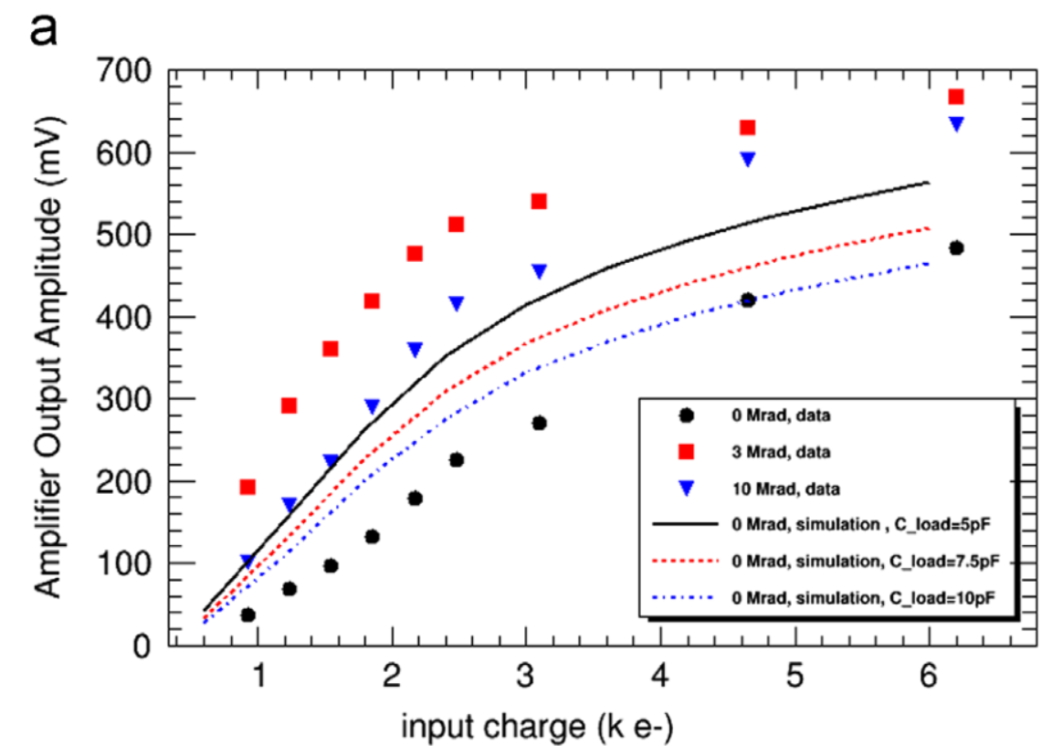 a
Amplifier Output Amplitude (mV)
700
600
500
400
300
200
100
0
1 2 3 4 5 6
input charge (k e-)
0 Mrad, data
3 Mrad, data
10 Mrad, data
0 Mrad, simulation , C_load=5pF
0 Mrad, simulation, C_load=7.5pF
0 Mrad, simulation, C_load=10pF